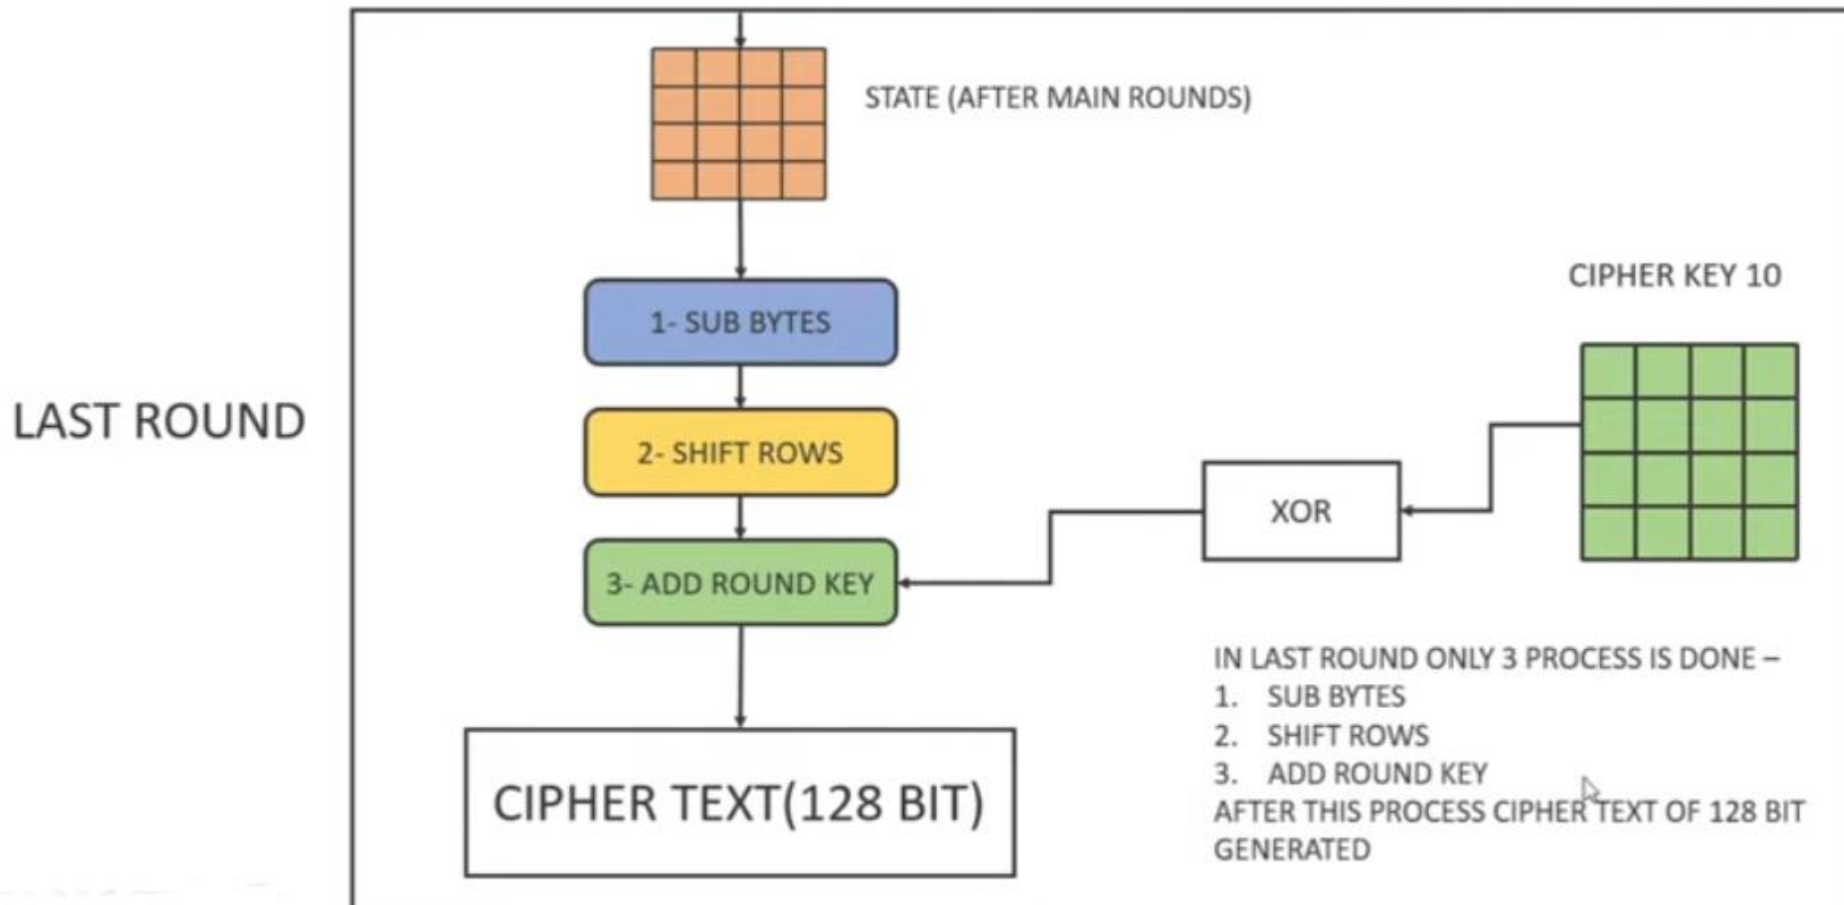 STATE (AFTER MAIN ROUNDS)
CIPHER KEY 10
1- SUB BYTES
LAST ROUND
2- SHIFT ROWS
XOR
3- ADD ROUND KEY
IN LAST ROUND ONLY 3 PROCESS IS DONE –
1. SUB BYTES
2. SHIFT ROWS
3. ADD ROUND KEY
AFTER THIS PROCESS CIPHER TEXT OF 128 BIT
GENERATED
CIPHER TEXT(128 BIT)